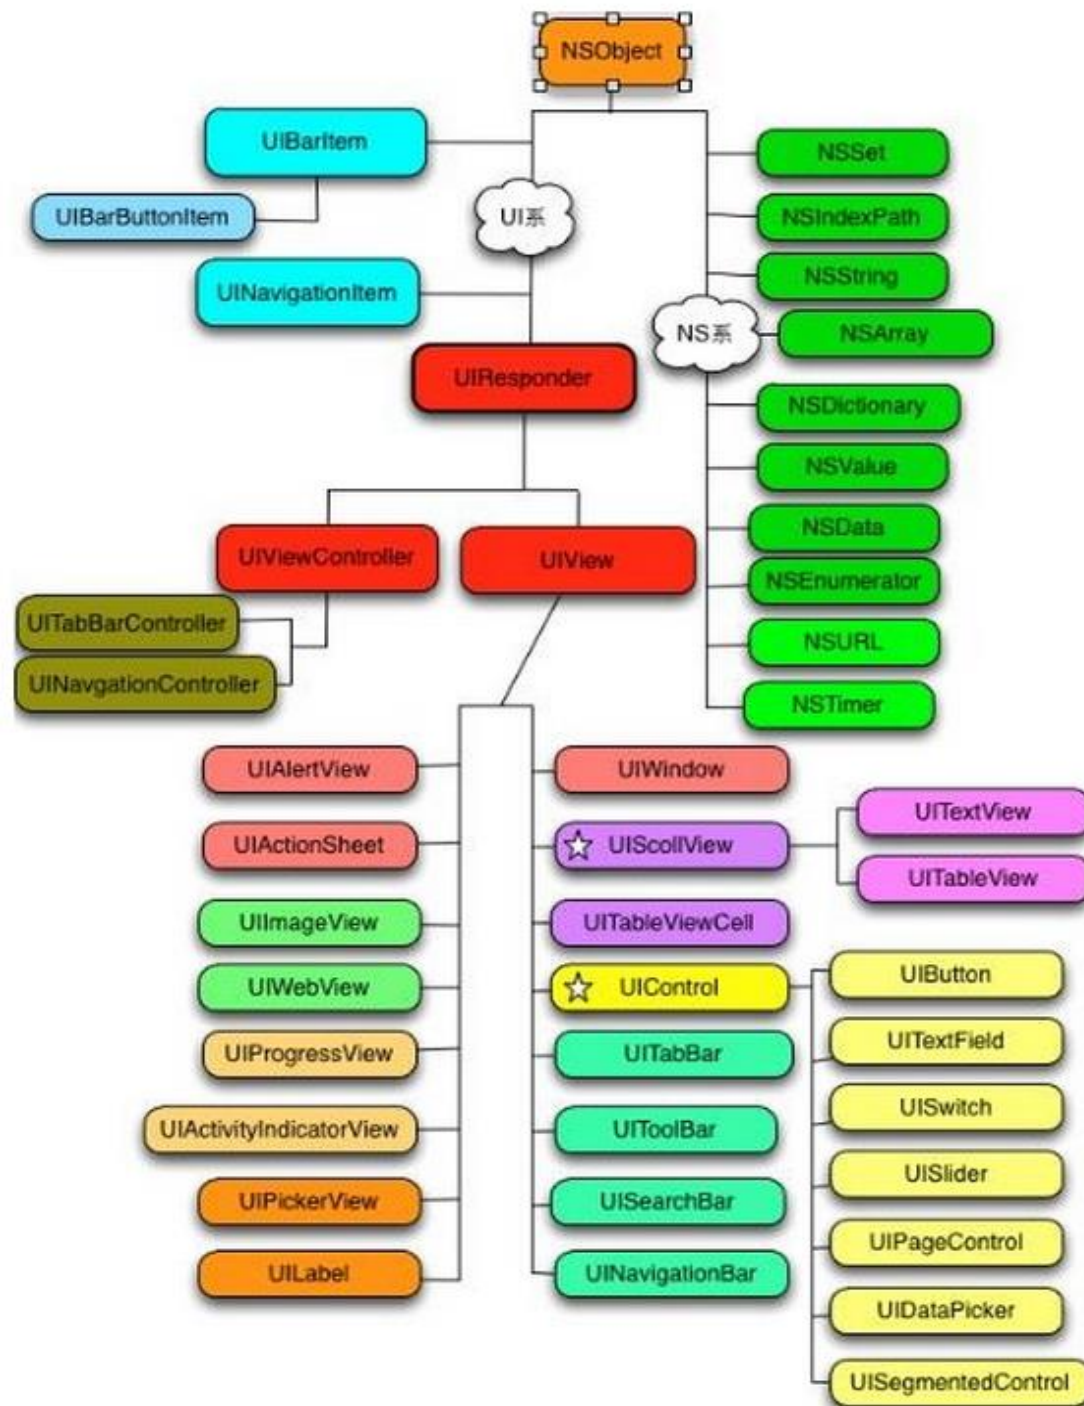 NSObject
UIBarItem
UIBarButtonItem
UI系
UINavigationItem
UIResponder
NSSet
NSIndexPath
NSString
NS系
NSArray
NSDictionary
NSValue
NSData
NSEnumerator
NSURL
NSTimer
UIViewController
UIView
UITabBarController
UINavgationController
UIAlertView
UIActionSheet
UIImageView
UIWebView
UIProgressView
UIActivityIndicatorView
UIPickerView
UILabel
UIWindow
UIScollView
UITableViewCell
UIControl
UITabBar
UIToolBar
UISearchBar
UINavigationBar
UITextView
UITableView
UIButton
UITextField
UISwitch
UISlider
UIPageControl
UIDataPicker
UISegmentedControl